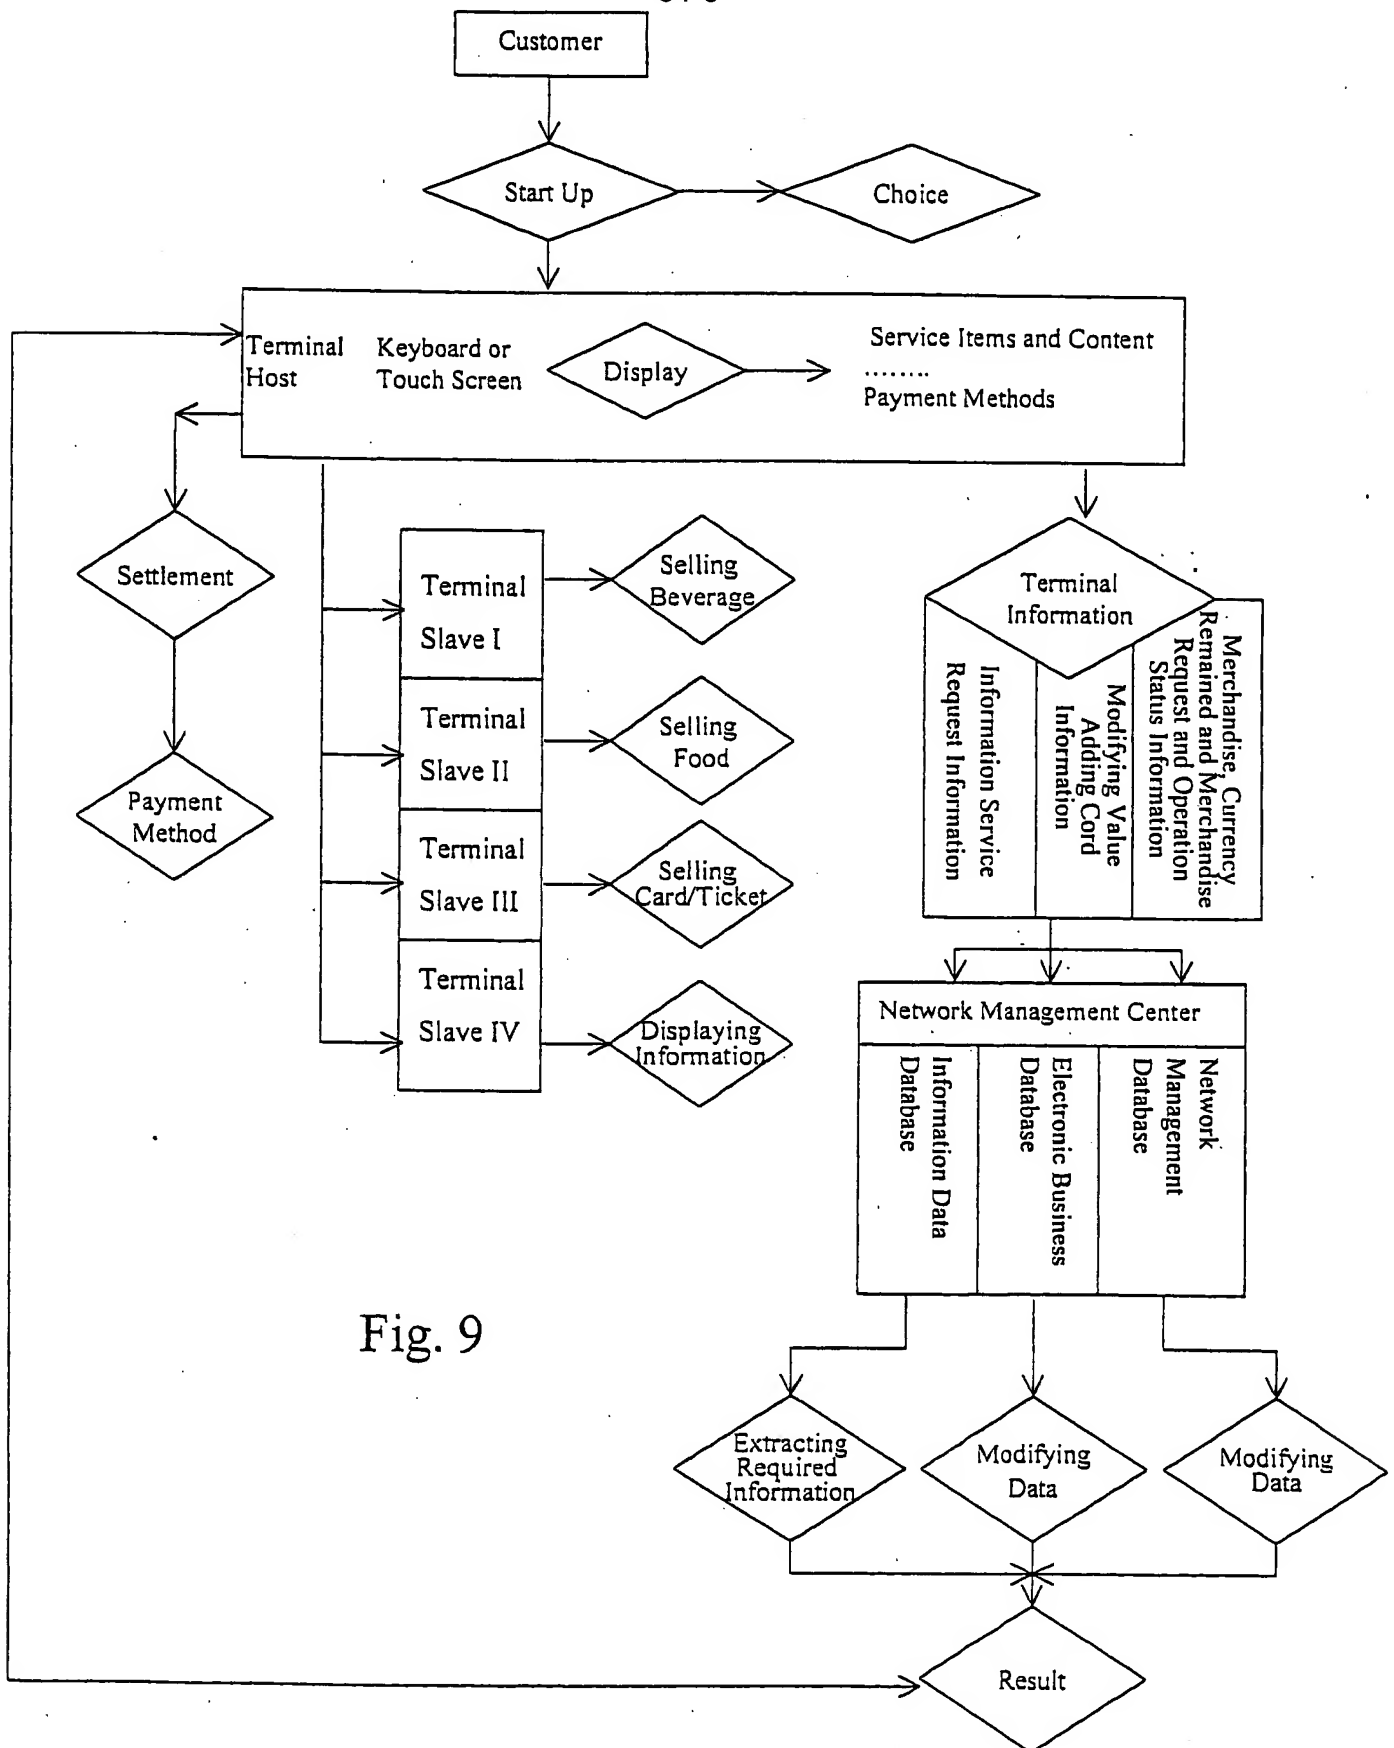 Customer
Start Up
Choice
Terminal
Host
Keyboard or
Touch Screen
Display
Service Items and Content
........
Payment Methods
Settlement
Payment
Method
Terminal
Slave I
Terminal
Slave II
Terminal
Slave III
Terminal
Slave IV
Selling
Beverage
Selling
Food
Selling
Card/Ticket
Displaying
Information
Terminal
Information
Information Service
Request Information
Modifying Value
Adding Cord
Information
Merchandise, Currency
Remained and Merchandise
Request and Operation
Status Information
Network Management Center
Information Data
Database
Electronic Business
Database
Network
Management
Database
Fig. 9
Extracting
Required
Information
Modifying
Data
Modifying
Data
Result